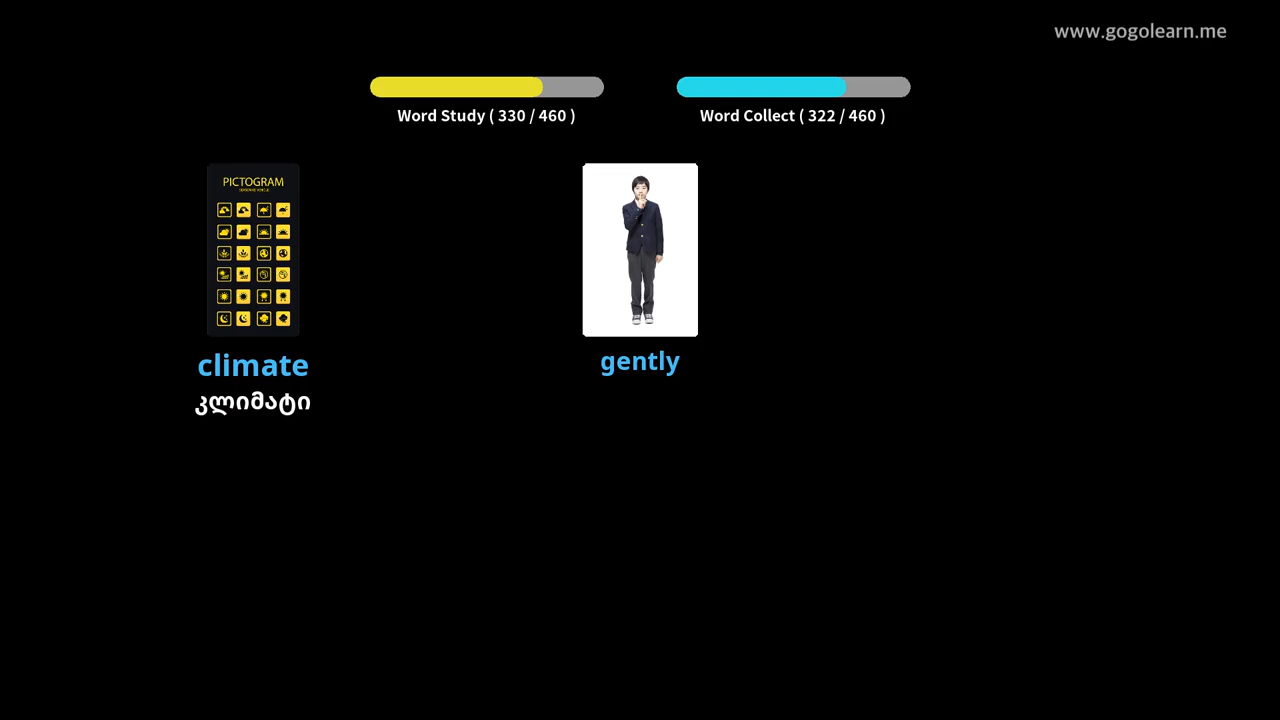 www.gogolearn.me
Word Study ( 330 / 460 )
Word Collect ( 322 / 460 )
PICTOGRAM
climate
კლიმატი
gently